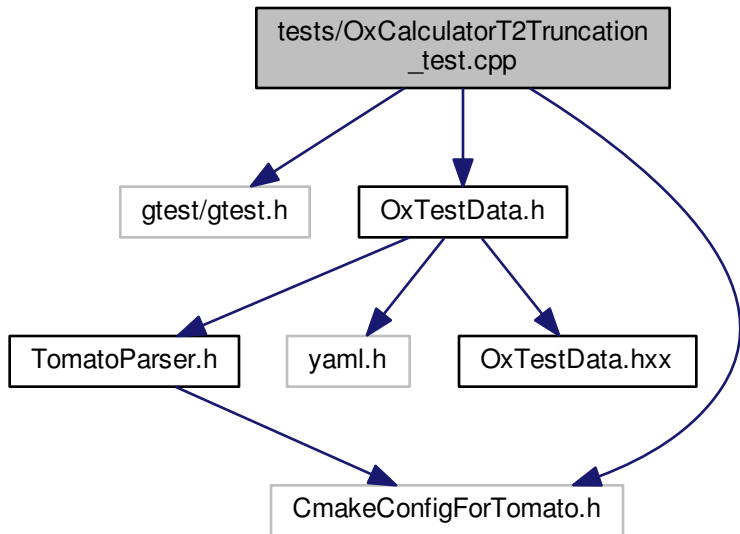 tests/OxCalculatorT2Truncation
_test.cpp
gtest/gtest.h
OxTestData.h
TomatoParser.h
yaml.h
OxTestData.hxx
CmakeConfigForTomato.h